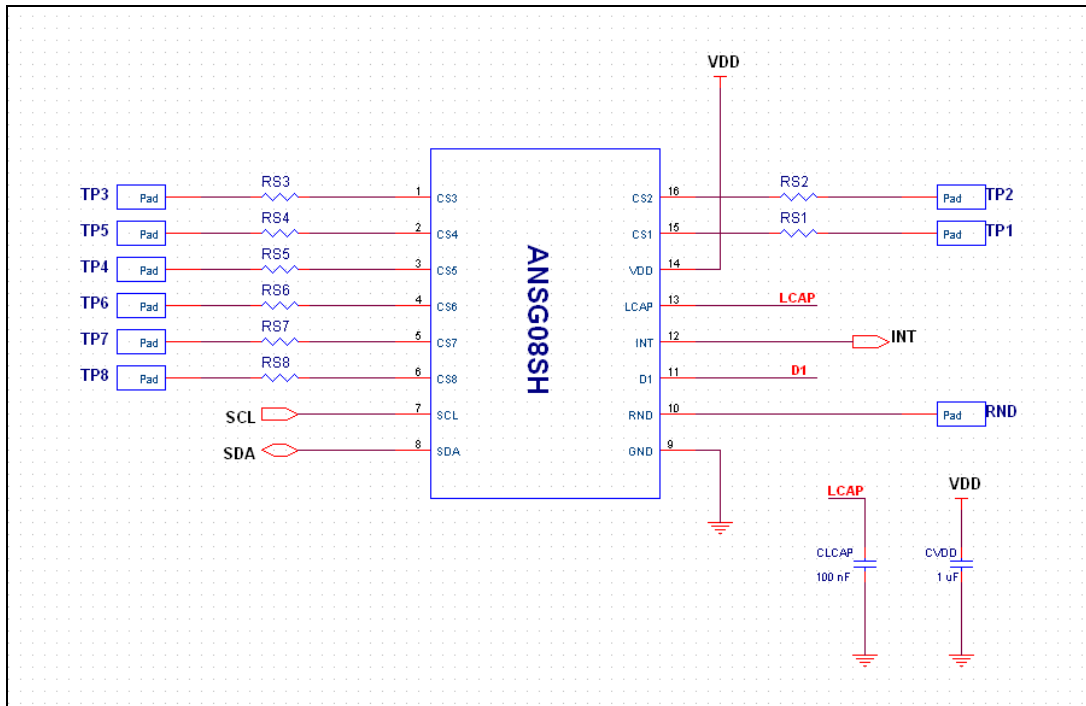 VDD
TP3 Pad RS3 1 CS3
TP5 Pad RS4 2 CS4
TP4 Pad RS5 3 CS5
TP6 Pad RS6 4 CS6
TP7 Pad RS7 5 CS7
TP8 Pad RS8 6 CS8
SCL 7 SCL
SDA 8 SDA
ANSG08SH
CS2 16 RS2 Pad TP2
CS1 15 RS1 Pad TP1
VDD 14
LCAP 13 LCAP
INT 12 INT
D1 11 D1
RND 10 Pad RND
GND 9
LCAP
CLCAP
100 nF
VDD
CVDD
1 uF